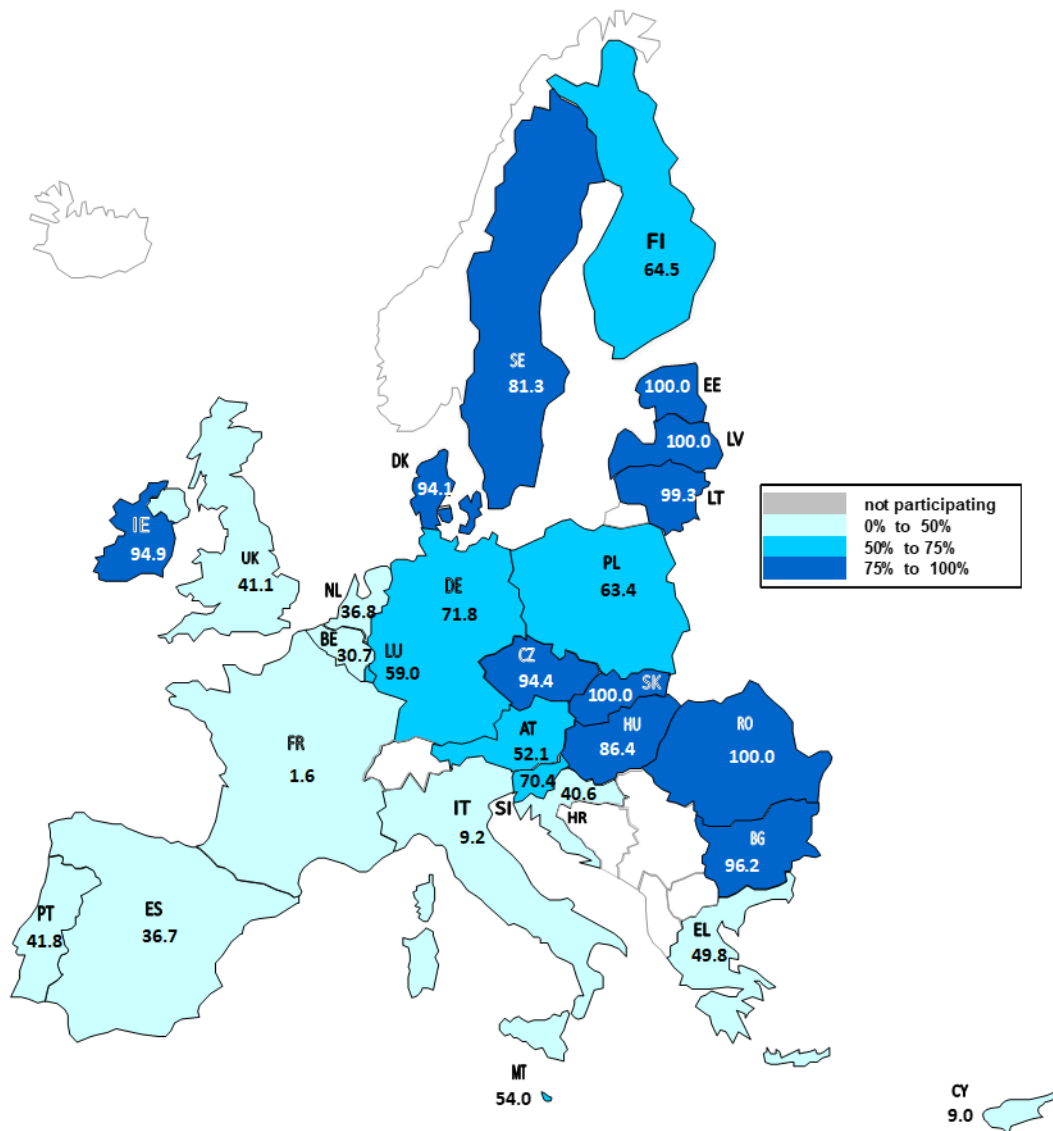 FI
64.5
SE
81.3
100.0 EE
100.0 LV
99.3 LT
DK
94.1
not participating
0% to 50%
50% to 75%
75% to 100%
IE
94.9
UK
41.1
NL
36.8
BE
30.7
DE
71.8
LU
59.0
PL
63.4
CZ
94.4
100.0 SK
HU
86.4
RO
100.0
AT
52.1
70.4
SI
40.6
HR
FR
1.6
IT
9.2
BG
96.2
PT
41.8
ES
36.7
EL
49.8
MT
54.0
CY
9.0